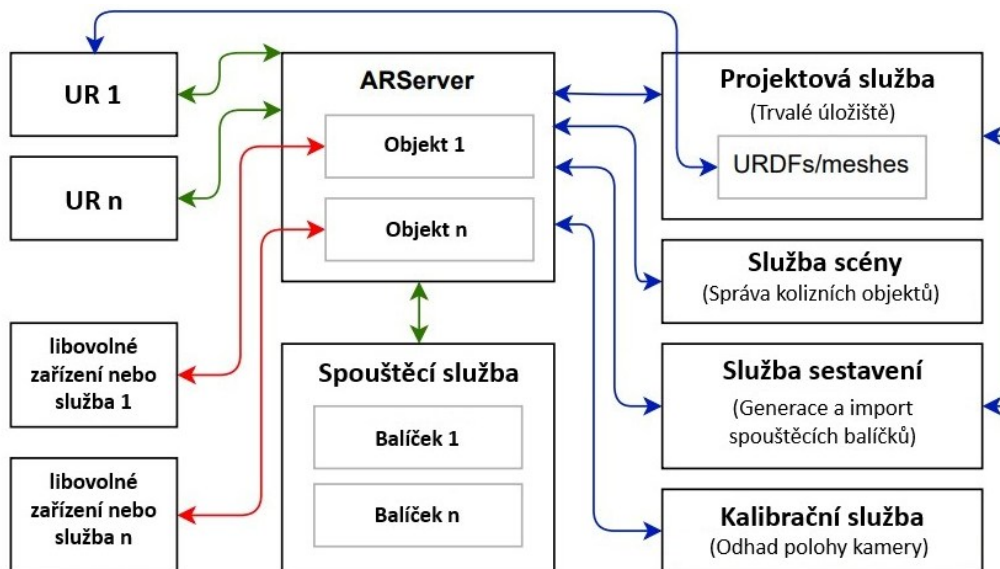 UR 1
UR n
libovolné
zařízení nebo
služba 1
libovolné
zařízení nebo
služba n
ARServer
Objekt 1
Objekt n
Spouštěcí služba
Balíček 1
Balíček n
Projektová služba
(Trvalé úložiště)
URDFs/meshes
Služba scény
(Správa kolizních objektů)
Služba sestavení
(Generace a import
spouštěcích balíčků)
Kalibrační služba
(Odhad polohy kamery)